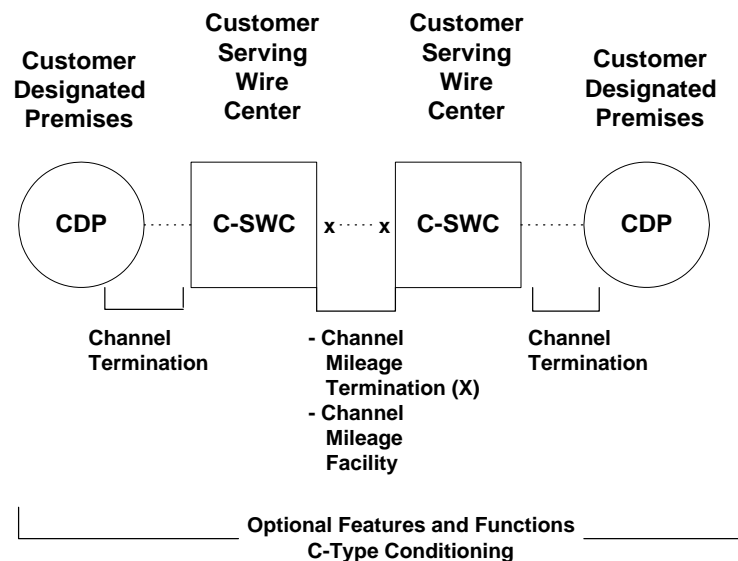 Customer
Designated
Premises
Customer
Serving
Wire
Center
Customer
Serving
Wire
Center
Customer
Designated
Premises
CDP
C-SWC
x
x
C-SWC
CDP
Channel
Termination
- Channel
Mileage
Termination (X)
- Channel
Mileage
Facility
Channel
Termination
Optional Features and Functions
C-Type Conditioning